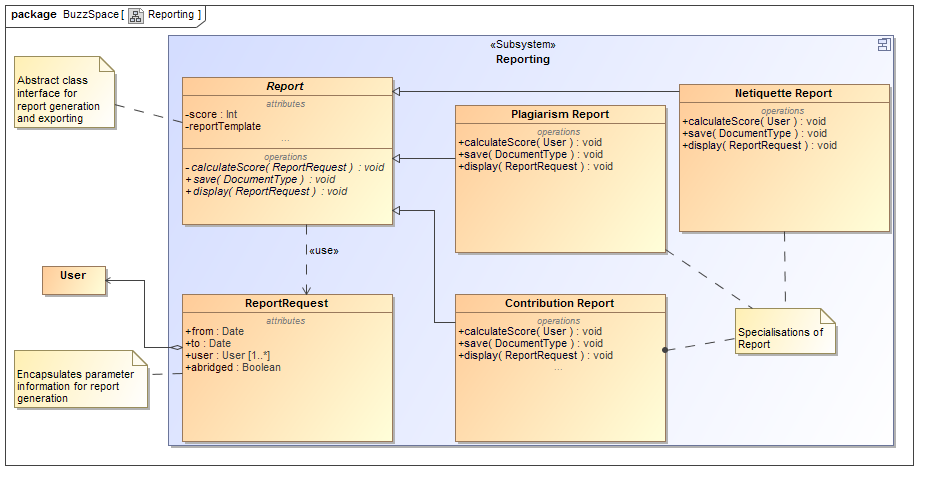 package BuzzSpace [ Reporting ]
«Subsystem»
Reporting
Abstract class
interface for
report generation
and exporting
Report
attributes
-score : Int
-reportTemplate
...
operations
-calculateScore( ReportRequest ) : void
+save( DocumentType ) : void
+display( ReportRequest ) : void
Plagiarism Report
operations
+calculateScore( User ) : void
+save( DocumentType ) : void
+display( ReportRequest ) : void
Netiquette Report
operations
+calculateScore( User ) : void
+save( DocumentType ) : void
+display( ReportRequest ) : void
«use»
User
ReportRequest
attributes
+from : Date
+to : Date
+user : User [1..*]
+abridged : Boolean
Contribution Report
operations
+calculateScore( User ) : void
+save( DocumentType ) : void
+display( ReportRequest ) : void
...
Specialisations of
Report
Encapsulates parameter
information for report
generation